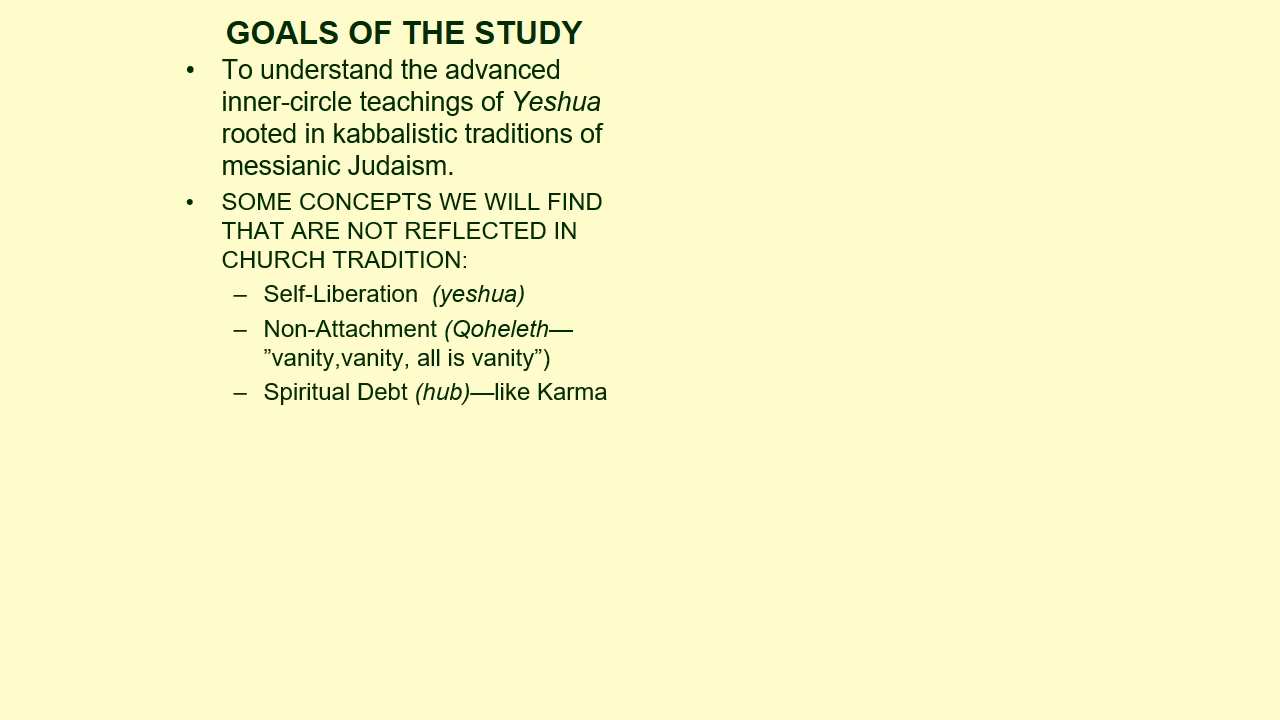 GOALS OF THE STUDY
• To understand the advanced
inner-circle teachings of Yeshua
rooted in kabbalistic traditions of
messianic Judaism.
• SOME CONCEPTS WE WILL FIND
THAT ARE NOT REFLECTED IN
CHURCH TRADITION:
– Self-Liberation (yeshua)
– Non-Attachment (Qoheleth—
”vanity,vanity, all is vanity”)
– Spiritual Debt (hub)—like Karma